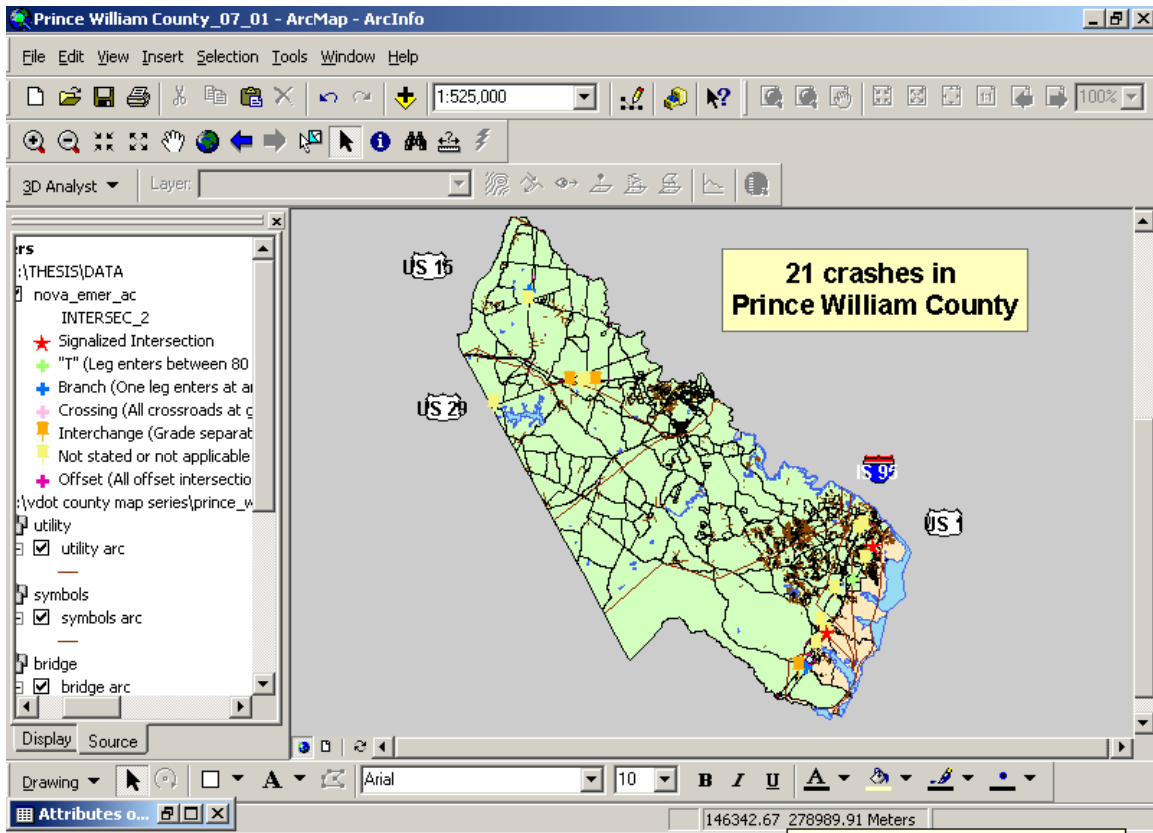 Prince William County_07_01 - ArcMap - ArcInfo
File Edit View Insert Selection Tools Window Help
1:525,000
1:1
100%
3D Analyst
Layer:
rs
:\THESIS\DATA
nova_emer_ac
INTERSEC_2
Signalized Intersection
"T" (Leg enters between 80
Branch (One leg enters at
Crossing (All crossroads at g
Interchange (Grade separat
Not stated or not applicable
Offset (All offset intersectio
:\vdot county map series\prince_w
utility
utility arc
symbols
symbols arc
bridge
bridge arc
Display Source
US 15
US 29
IS 95
US 1
21 crashes in
Prince William County
Drawing
A
Arial
10
B I U A
Attributes o...
146342.67 278989.91 Meters